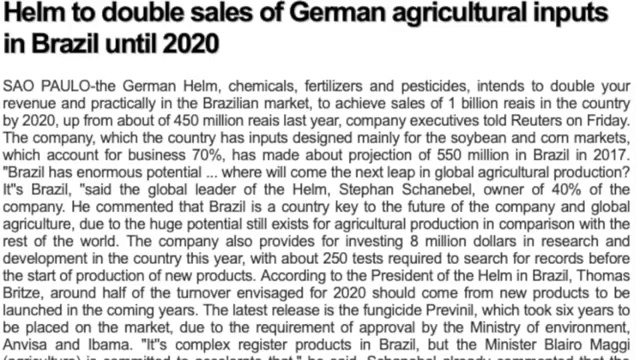 Helm to double sales of German agricultural inputs
in Brazil until 2020
SAO PAULO-the German Helm, chemicals, fertilizers and pesticides, intends to double your
revenue and practically in the Brazilian market, to achieve sales of 1 billion reais in the country
by 2020, up from about of 450 million reais last year, company executives told Reuters on Friday.
The company, which the country has inputs designed mainly for the soybean and corn markets,
which account for business 70%, has made about projection of 550 million in Brazil in 2017.
"Brazil has enormous potential ... where will come the next leap in global agricultural production?
It"s Brazil, "said the global leader of the Helm, Stephan Schanebel, owner of 40% of the
company. He commented that Brazil is a country key to the future of the company and global
agriculture, due to the huge potential still exists for agricultural production in comparison with the
rest of the world. The company also provides for investing 8 million dollars in research and
development in the country this year, with about 250 tests required to search for records before
the start of production of new products. According to the President of the Helm in Brazil, Thomas
Britze, around half of the turnover envisaged for 2020 should come from new products to be
launched in the coming years. The latest release is the fungicide Previnil, which took six years to
be placed on the market, due to the requirement of approval by the Ministry of environment,
Anvisa and Ibama. "It"s complex register products in Brazil, but the Minister Blairo Maggi